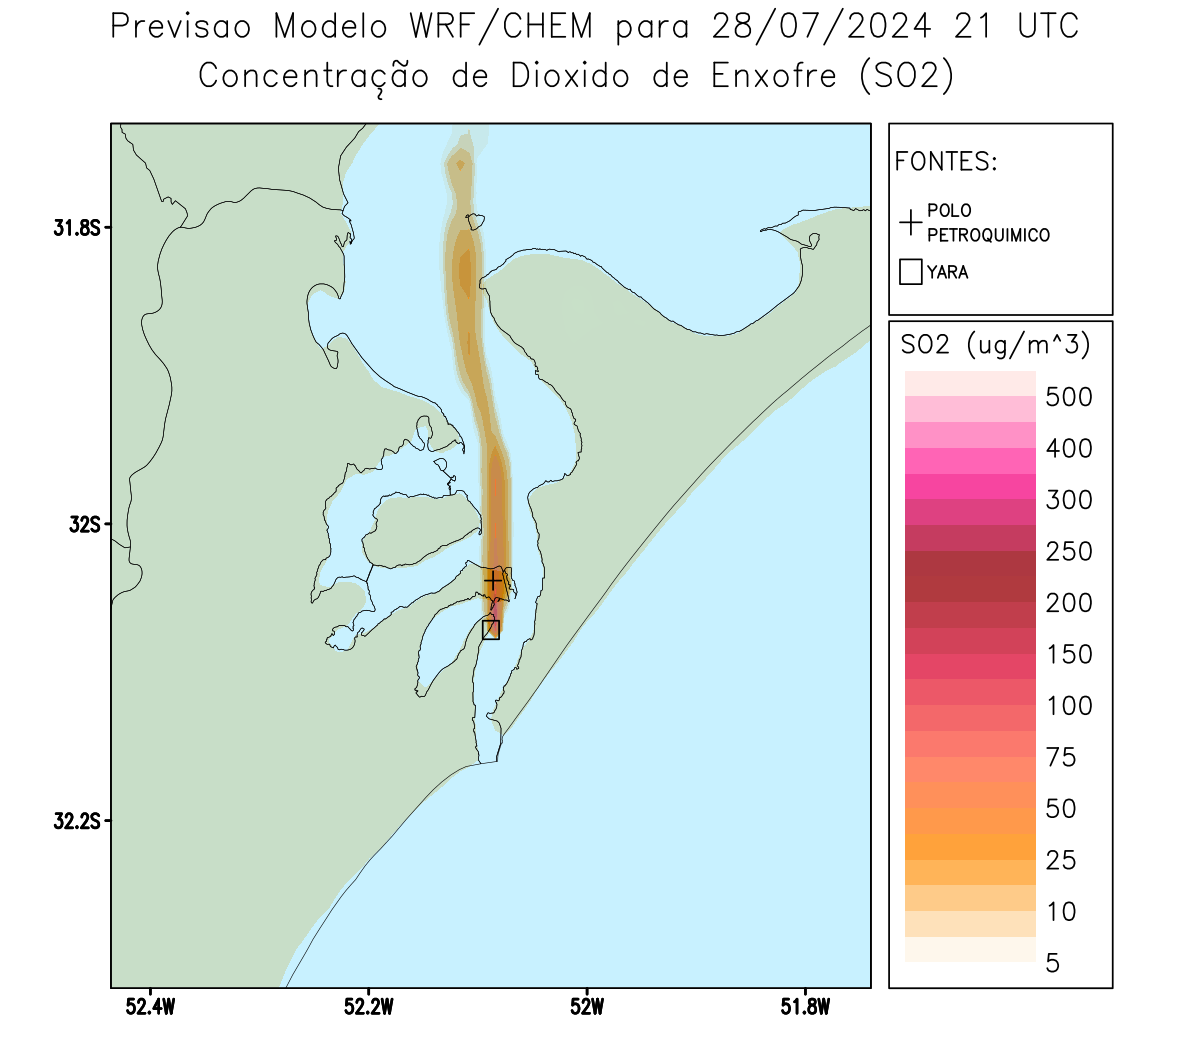 Previsao Modelo WRF/CHEM para 28/07/2024 21 UTC
Concentração de Dioxido de Enxofre (SO2)
FONTES:
POLO
PETROQUIMICO
YARA
SO2 (ug/m^3)
500
400
300
250
200
150
100
75
50
25
10
5
31.8S
32S
32.2S
52.4W
52.2W
52W
51.8W